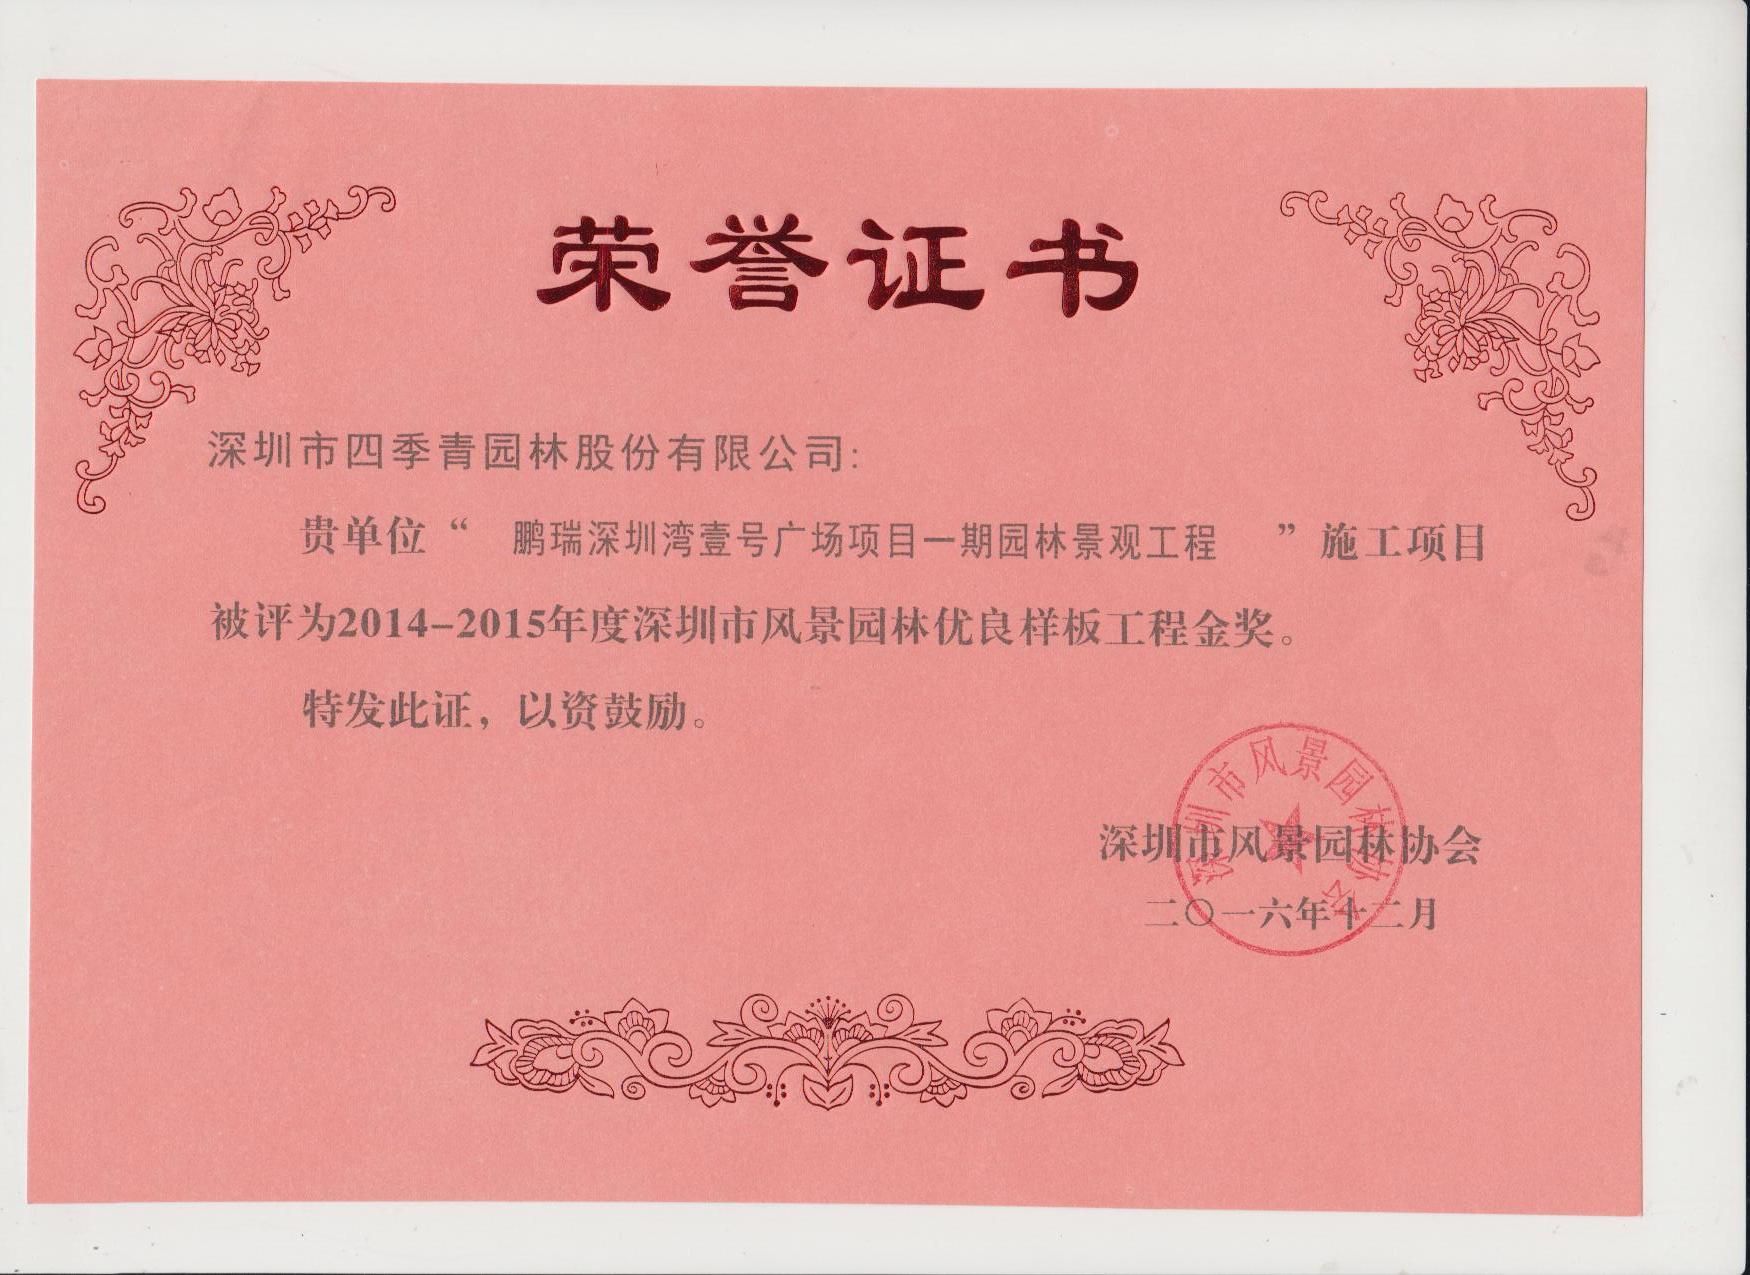 荣誉证书
深圳市四季青园林股份有限公司:
贵单位“ 鹏瑞深圳湾壹号广场项目一期园林景观工程 ”施工项目
被评为2014-2015年度深圳市风景园林优良样板工程金奖。
特发此证，以资鼓励。
深圳市风景园林协会
深圳市风景园林协会
二〇一六年十二月